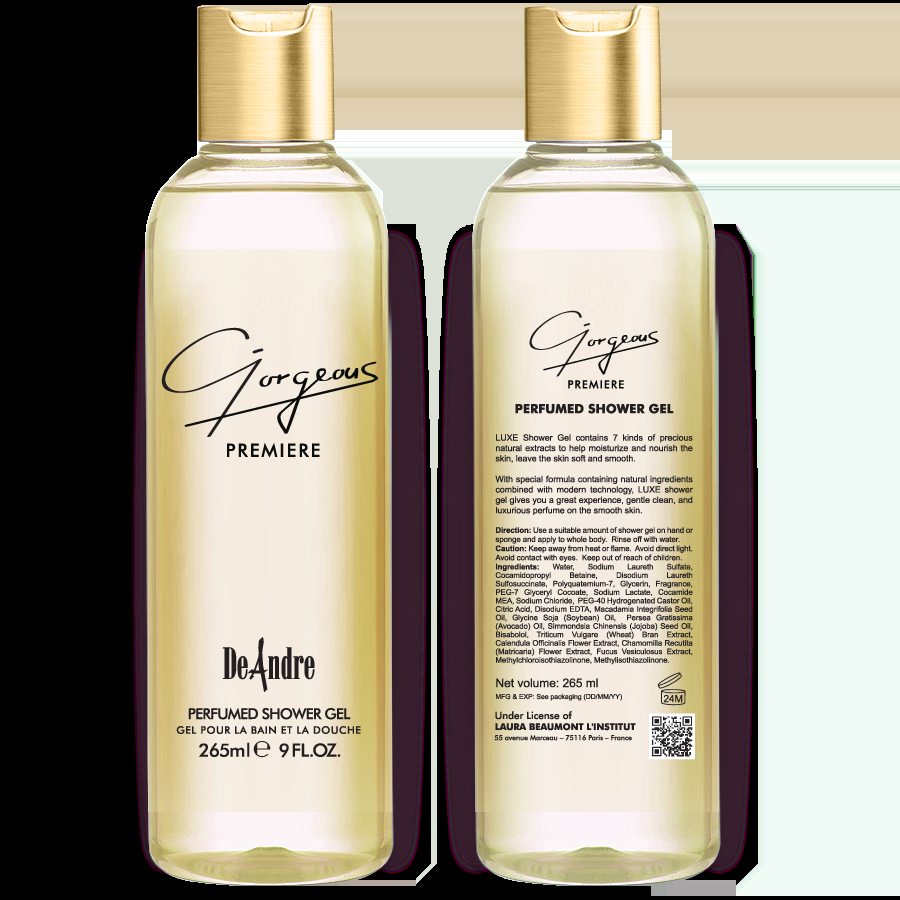 Gorgeous
PREMIERE
DeAndre
PERFUMED SHOWER GEL
GEL POUR LA BAIN ET LA DOUCHE
265ml ℮ 9 FL.OZ.
Gorgeous
PREMIERE
PERFUMED SHOWER GEL
LUXE Shower Gel contains 7 kinds of precious
natural extracts to help moisturize and nourish the
skin, leave the skin soft and smooth.
With special formula containing natural ingredients
combined with modern technology, LUXE shower
gel gives you a great experience, gentle clean, and
luxurious perfume on the smooth skin.
Direction: Use a suitable amount of shower gel on hand or
sponge and apply to whole body. Rinse off with water.
Caution: Keep away from heat or flame. Avoid direct light.
Avoid contact with eyes. Keep out of reach of children.
Ingredients: Water, Sodium Laureth Sulfate,
Cocamidopropyl Betaine, Disodium Laureth
Sulfosuccinate, Polyquaternium-7, Glycerin, Fragrance,
PEG-7 Glyceryl Cocoate, Sodium Lactate, Cocamide
MEA, Sodium Chloride, PEG-40 Hydrogenated Castor Oil,
Citric Acid, Disodium EDTA, Macadamia Integrifolia Seed
Oil, Glycine Soja (Soybean) Oil, Persea Gratissima
(Avocado) Oil, Simmondsia Chinensis (Jojoba) Seed Oil,
Bisabolol, Triticum Vulgare (Wheat) Bran Extract,
Calendula Officinalis Flower Extract, Chamomilla Recutita
(Matricaria) Flower Extract, Fucus Vesiculosus Extract,
Methylchloroisothiazolinone, Methylisothiazolinone.
Net volume: 265 ml
MFG & EXP: See packaging (DD/MM/YY)
24M
Under License of
LAURA BEAUMONT L'INSTITUT
55 avenue Marceau – 75116 Paris – France